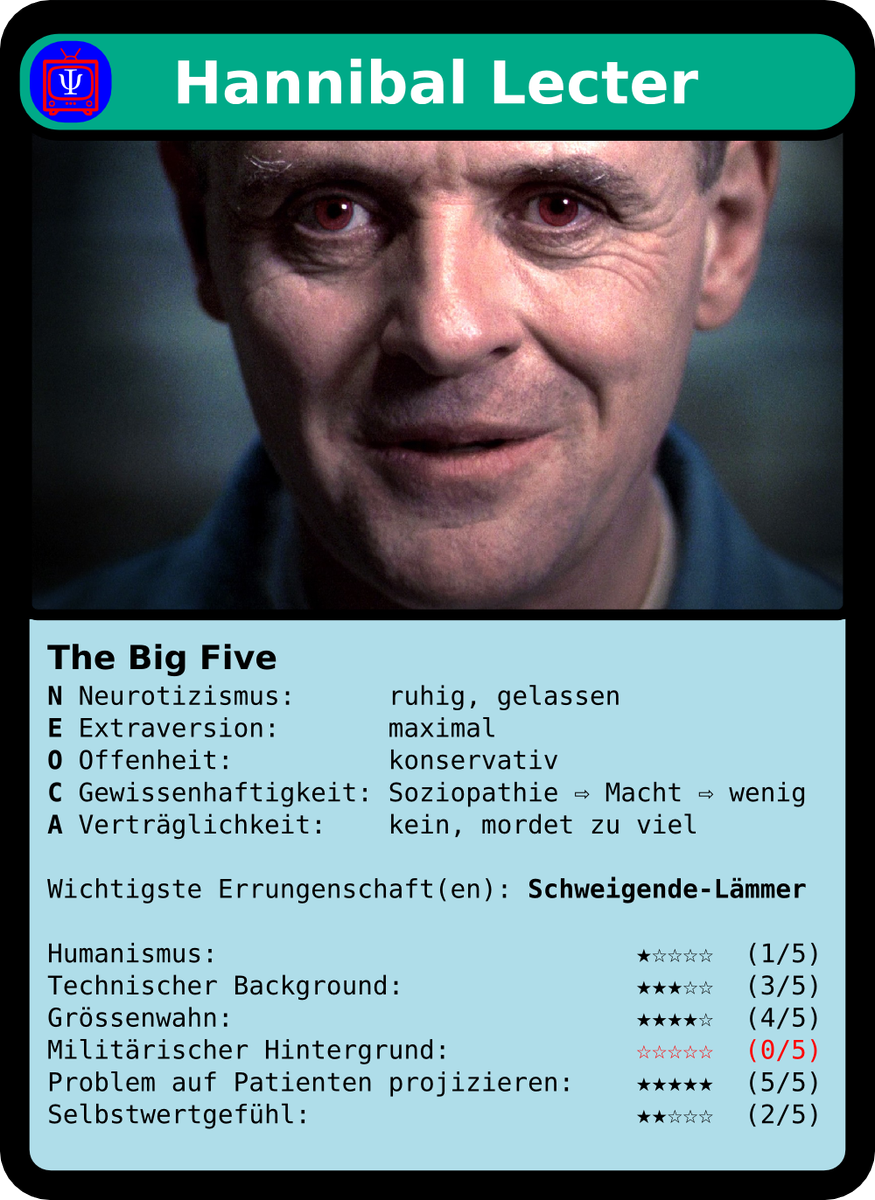 Ψ
Hannibal Lecter
The Big Five
N Neurotizismus: ruhig, gelassen
E Extraversion: maximal
O Offenheit: konservativ
C Gewissenhaftigkeit: Soziopathie ⇨ Macht ⇨ wenig
A Verträglichkeit: kein, mordet zu viel
Wichtigste Errungenschaft(en): Schweigende-Lämmer
Humanismus: ★☆☆☆☆ (1/5)
Technischer Background: ★★★☆☆ (3/5)
Grössenwahn: ★★★★☆ (4/5)
Militärischer Hintergrund: ☆☆☆☆☆ (0/5)
Problem auf Patienten projizieren: ★★★★★ (5/5)
Selbstwertgefühl: ★★☆☆☆ (2/5)